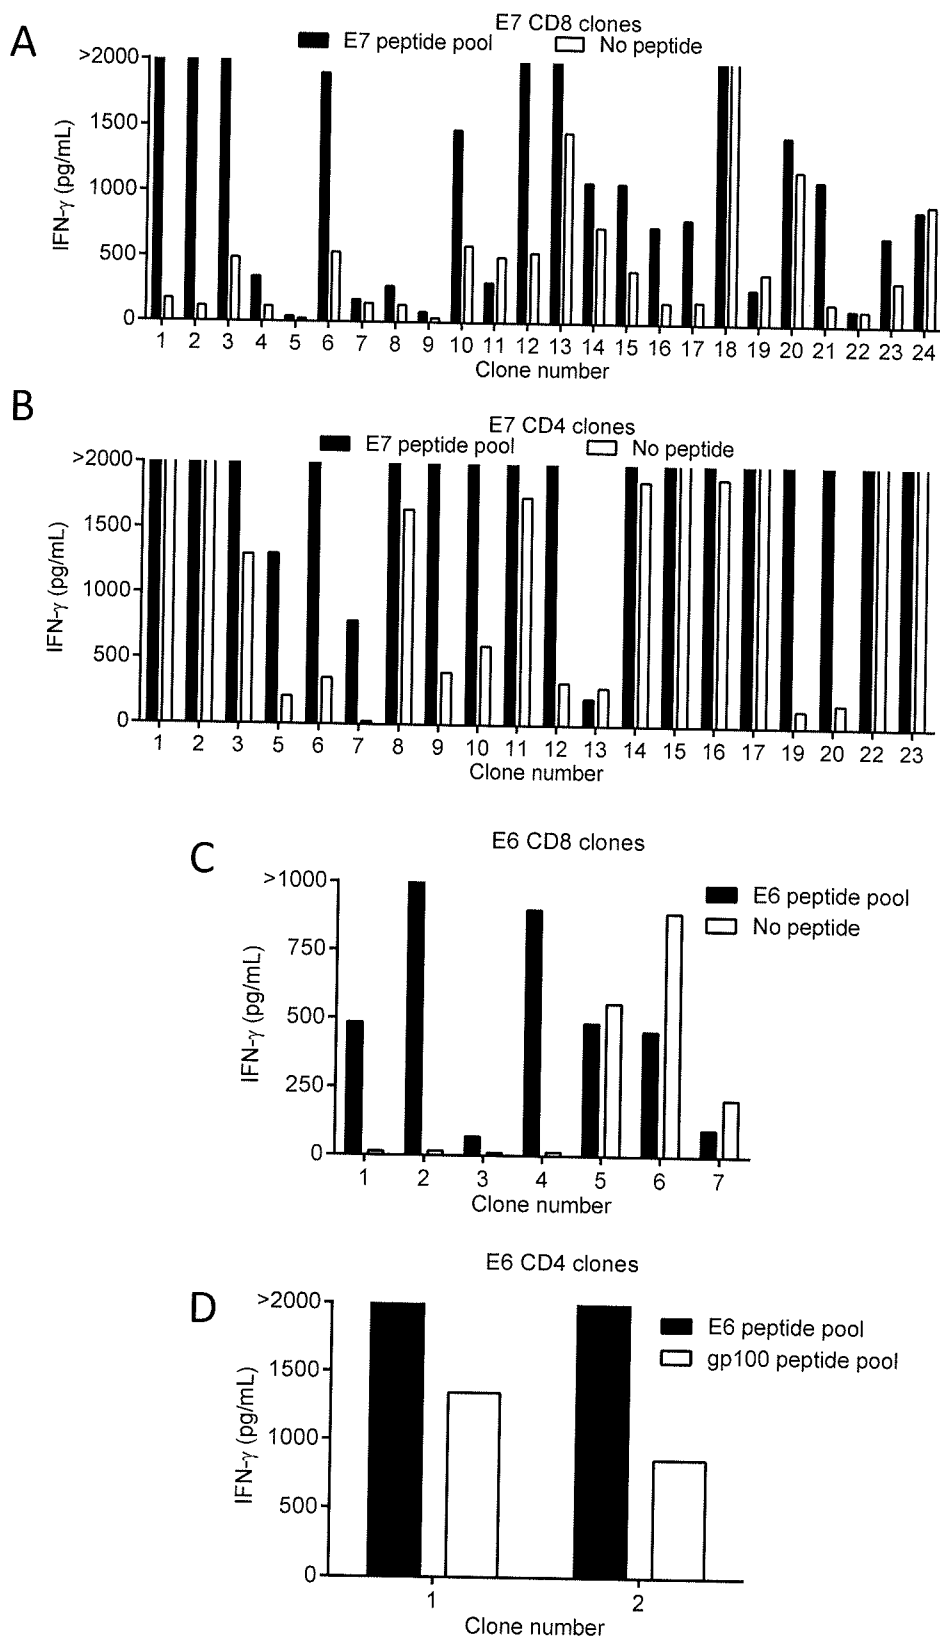 A
E7 CD8 clones
E7 peptide pool No peptide
>2000
1500
1000
500
0
IFN-γ (pg/mL)
1 2 3 4 5 6 7 8 9 10 11 12 13 14 15 16 17 18 19 20 21 22 23 24
Clone number
B
E7 CD4 clones
E7 peptide pool No peptide
>2000
1500
1000
500
0
IFN-γ (pg/mL)
1 2 3 5 6 7 8 9 10 11 12 13 14 15 16 17 19 20 22 23
Clone number
C
E6 CD8 clones
E6 peptide pool
No peptide
>1000
750
500
250
0
IFN-γ (pg/mL)
1 2 3 4 5 6 7
Clone number
D
E6 CD4 clones
E6 peptide pool
gp100 peptide pool
>2000
1500
1000
500
0
IFN-γ (pg/mL)
1 2
Clone number